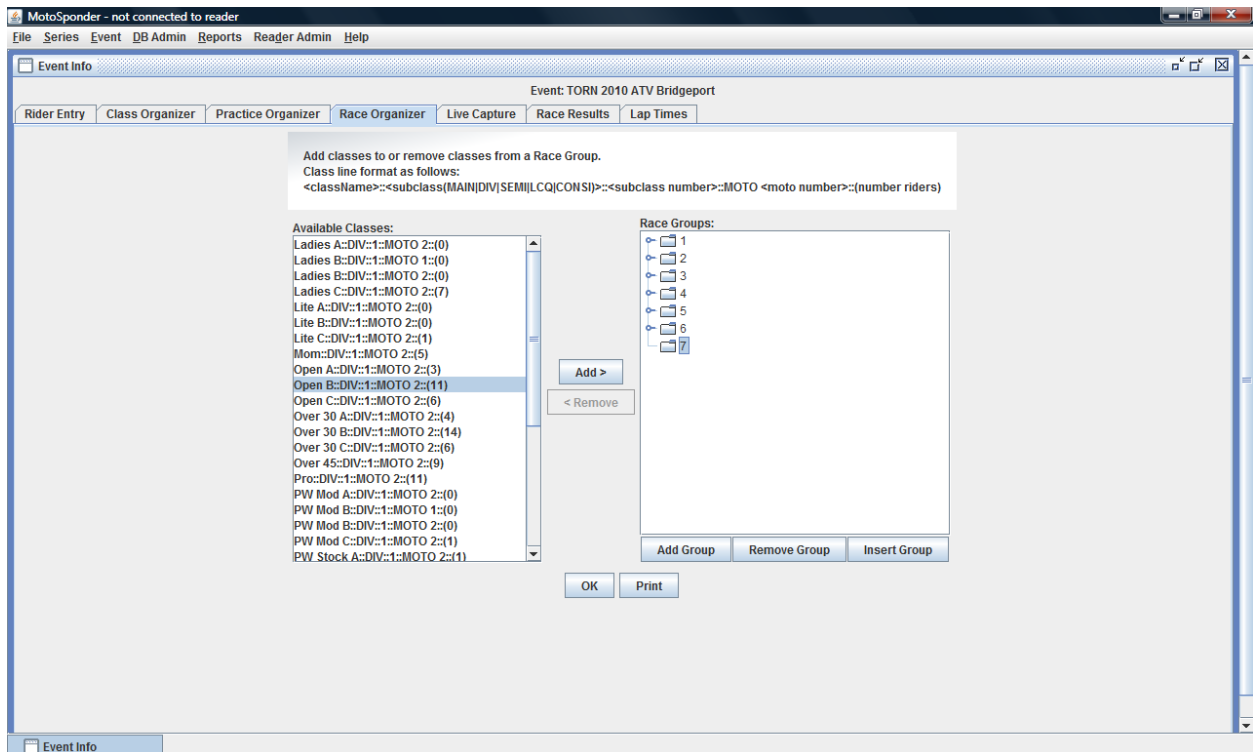 MotoSponder - not connected to reader
File Series Event DB Admin Reports Reader Admin Help
Event Info
Event: TORN 2010 ATV Bridgeport
Rider Entry Class Organizer Practice Organizer Race Organizer Live Capture Race Results Lap Times
Add classes to or remove classes from a Race Group.
Class line format as follows:
<className>::<subclass(MAIN|DIV|SEMI|LCQ|CONSI)>::<subclass number>::MOTO <moto number>::(number riders)
Available Classes:
Ladies A::DIV::1::MOTO 2::(0)
Ladies B::DIV::1::MOTO 1::(0)
Ladies B::DIV::1::MOTO 2::(0)
Ladies C::DIV::1::MOTO 2::(7)
Lite A::DIV::1::MOTO 2::(0)
Lite B::DIV::1::MOTO 2::(0)
Lite C::DIV::1::MOTO 2::(1)
Mom::DIV::1::MOTO 2::(5)
Open A::DIV::1::MOTO 2::(3)
Open B::DIV::1::MOTO 2::(11)
Open C::DIV::1::MOTO 2::(6)
Over 30 A::DIV::1::MOTO 2::(4)
Over 30 B::DIV::1::MOTO 2::(14)
Over 30 C::DIV::1::MOTO 2::(6)
Over 45::DIV::1::MOTO 2::(9)
Pro::DIV::1::MOTO 2::(11)
PW Mod A::DIV::1::MOTO 2::(0)
PW Mod B::DIV::1::MOTO 1::(0)
PW Mod B::DIV::1::MOTO 2::(0)
PW Mod C::DIV::1::MOTO 2::(1)
PW Stock A::DIV::1::MOTO 2::(1)
Add >
< Remove
Race Groups:
1
2
3
4
5
6
7
Add Group Remove Group Insert Group
OK Print
Event Info